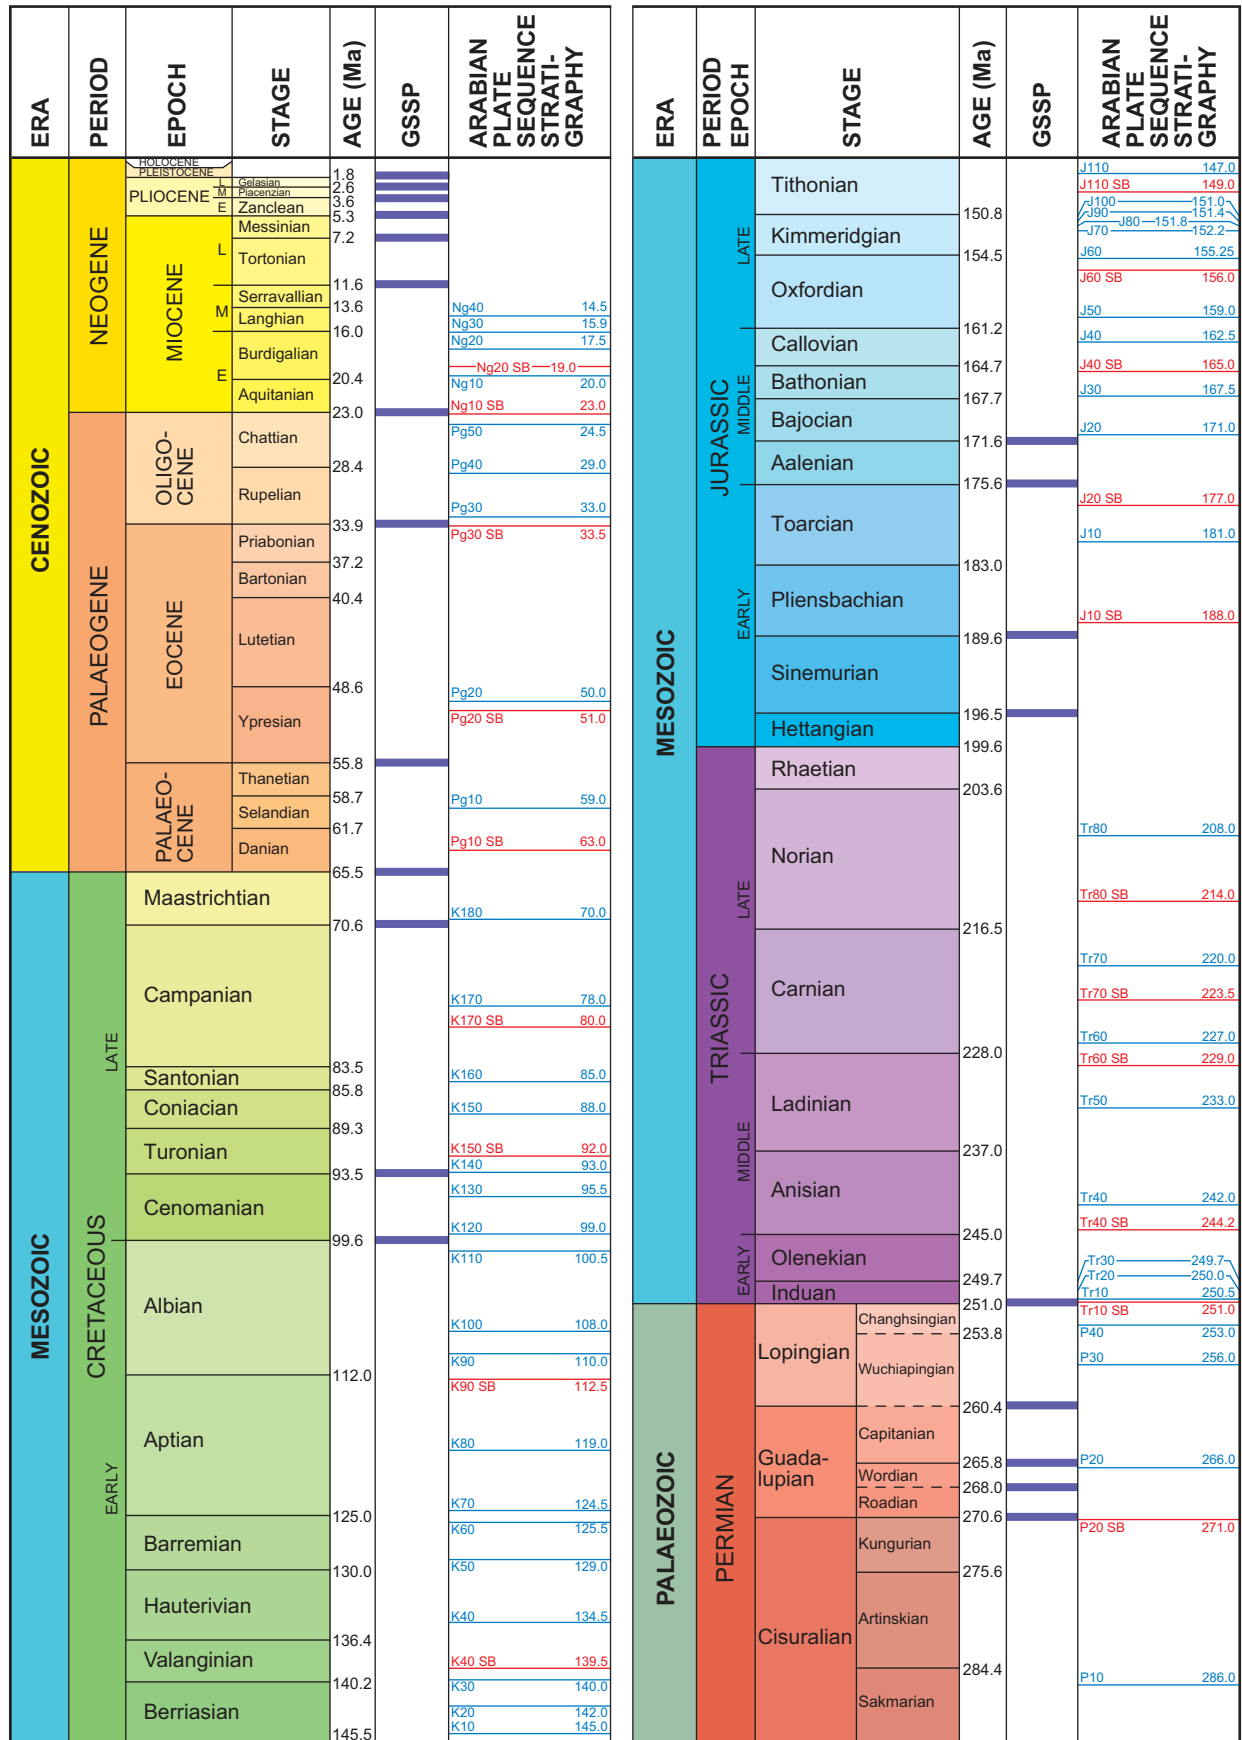 ERA
PERIOD
EPOCH
STAGE
AGE (Ma)
GSSP
ARABIAN
PLATE
SEQUENCE
STRATI-
GRAPHY
CENOZOIC
MESOZOIC
NEOGENE
PALAEOGENE
CRETACEOUS
LATE
EARLY
HOLOCENE
PLEISTOCENE
PLIOCENE
L
M
E
MIOCENE
L
M
E
OLIGO-
CENE
EOCENE
PALAEO-
CENE
Gelasian
Piacenzian
Zanclean
Messinian
Tortonian
Serravallian
Langhian
Burdigalian
Aquitanian
Chattian
Rupelian
Priabonian
Bartonian
Lutetian
Ypresian
Thanetian
Selandian
Danian
Maastrichtian
Campanian
Santonian
Coniacian
Turonian
Cenomanian
Albian
Aptian
Barremian
Hauterivian
Valanginian
Berriasian
1.8
2.6
3.6
5.3
7.2
11.6
13.6
16.0
20.4
23.0
28.4
33.9
37.2
40.4
48.6
55.8
58.7
61.7
65.5
70.6
83.5
85.8
89.3
93.5
99.6
112.0
125.0
130.0
136.4
140.2
145.5
Ng40 14.5
Ng30 15.9
Ng20 17.5
Ng20 SB 19.0
Ng10 20.0
Ng10 SB 23.0
Pg50 24.5
Pg40 29.0
Pg30 33.0
Pg30 SB 33.5
Pg20 50.0
Pg20 SB 51.0
Pg10 59.0
Pg10 SB 63.0
K180 70.0
K170 78.0
K170 SB 80.0
K160 85.0
K150 88.0
K150 SB 92.0
K140 93.0
K130 95.5
K120 99.0
K110 100.5
K100 108.0
K90 110.0
K90 SB 112.5
K80 119.0
K70 124.5
K60 125.5
K50 129.0
K40 134.5
K40 SB 139.5
K30 140.0
K20 142.0
K10 145.0
ERA
PERIOD
EPOCH
STAGE
AGE (Ma)
GSSP
ARABIAN
PLATE
SEQUENCE
STRATI-
GRAPHY
MESOZOIC
PALAEOZOIC
JURASSIC
LATE
MIDDLE
EARLY
TRIASSIC
LATE
MIDDLE
EARLY
PERMIAN
Tithonian
Kimmeridgian
Oxfordian
Callovian
Bathonian
Bajocian
Aalenian
Toarcian
Pliensbachian
Sinemurian
Hettangian
Rhaetian
Norian
Carnian
Ladinian
Anisian
Olenekian
Induan
Lopingian
Guada-
lupian
Cisuralian
Changhsingian
Wuchiapingian
Capitanian
Wordian
Roadian
Kungurian
Artinskian
Sakmarian
150.8
154.5
161.2
164.7
167.7
171.6
175.6
183.0
189.6
196.5
199.6
203.6
216.5
228.0
237.0
245.0
249.7
251.0
253.8
260.4
265.8
268.0
270.6
275.6
284.4
J110 147.0
J110 SB 149.0
J100 151.0
J90 151.4
J80 151.8
J70 152.2
J60 155.25
J60 SB 156.0
J50 159.0
J40 162.5
J40 SB 165.0
J30 167.5
J20 171.0
J20 SB 177.0
J10 181.0
J10 SB 188.0
Tr80 208.0
Tr80 SB 214.0
Tr70 220.0
Tr70 SB 223.5
Tr60 227.0
Tr60 SB 229.0
Tr50 233.0
Tr40 242.0
Tr40 SB 244.2
Tr30 249.7
Tr20 250.0
Tr10 250.5
Tr10 SB 251.0
P40 253.0
P30 256.0
P20 266.0
P20 SB 271.0
P10 286.0